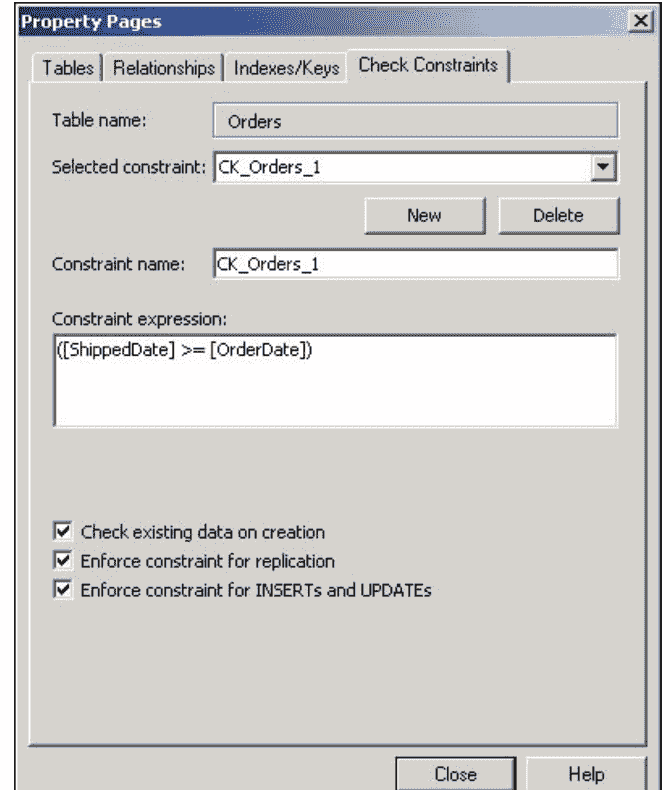 Property Pages
Tables Relationships Indexes/Keys Check Constraints
Table name: Orders
Selected constraint: CK_Orders_1
New Delete
Constraint name: CK_Orders_1
Constraint expression:
([ShippedDate] >= [OrderDate])
Check existing data on creation
Enforce constraint for replication
Enforce constraint for INSERTs and UPDATEs
Close Help